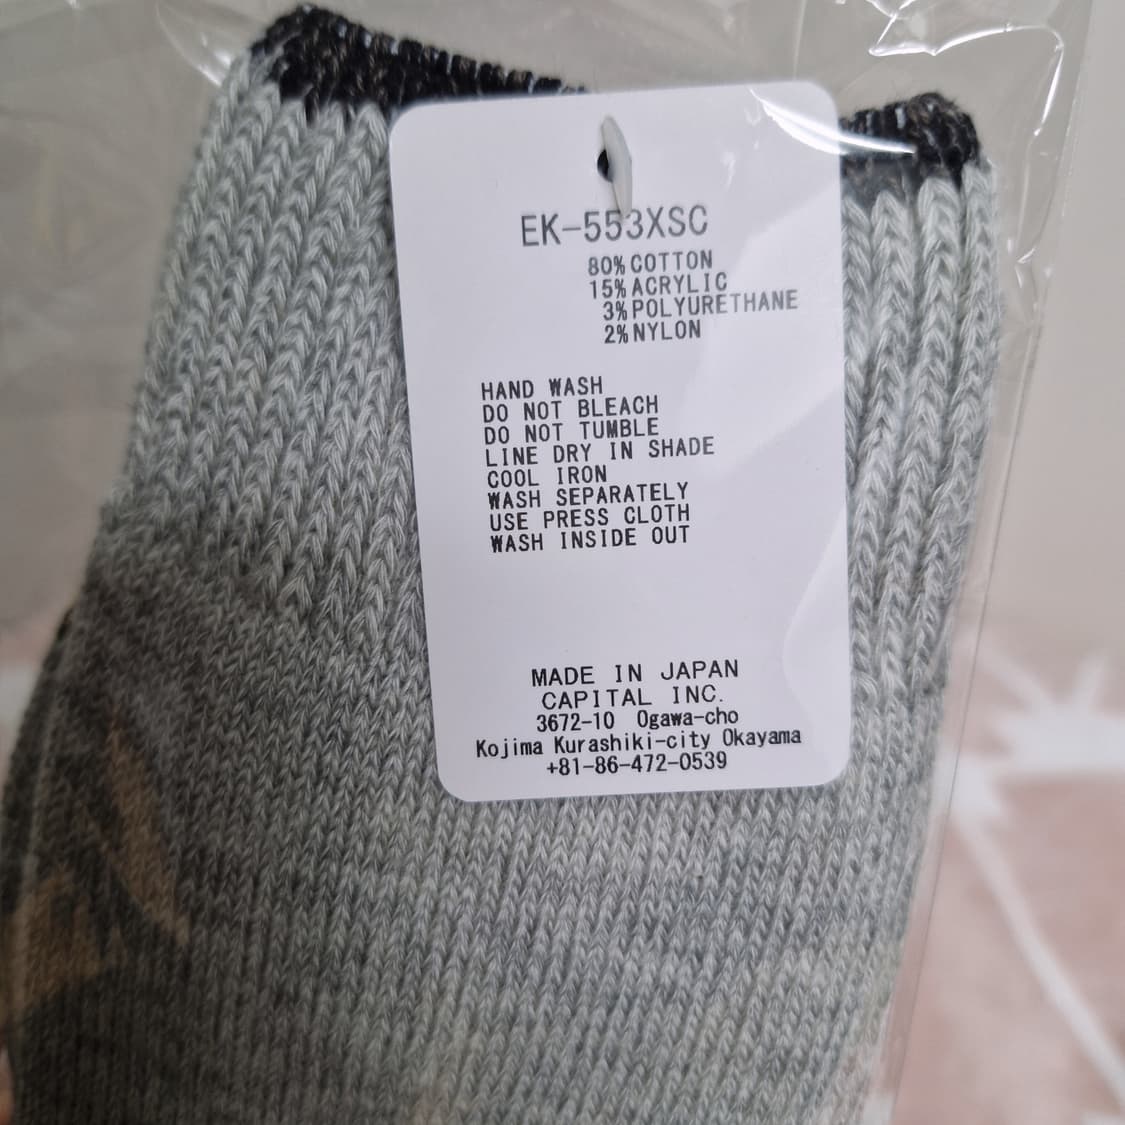 EK-553XSC
80% COTTON
15% ACRYLIC
3% POLYURETHANE
2% NYLON
HAND WASH
DO NOT BLEACH
DO NOT TUMBLE
LINE DRY IN SHADE
COOL IRON
WASH SEPARATELY
USE PRESS CLOTH
WASH INSIDE OUT
MADE IN JAPAN
CAPITAL INC.
3672-10 Ogawa-cho
Kojima Kurashiki-city Okayama
+81-86-472-0539